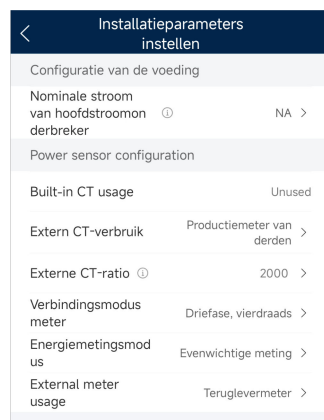 Installatieparameters
instellen
Configuratie van de voeding
Nominale stroom
van hoofdstroomon
derbreker
NA
Power sensor configuration
Built-in CT usage
Unused
Extern CT-verbruik
Productiemeter van
derden
Externe CT-ratio
2000
Verbindingsmodus
meter
Driefase, vierdraads
Energiemetingsmod
us
Evenwichtige meting
External meter
usage
Teruglevermeter